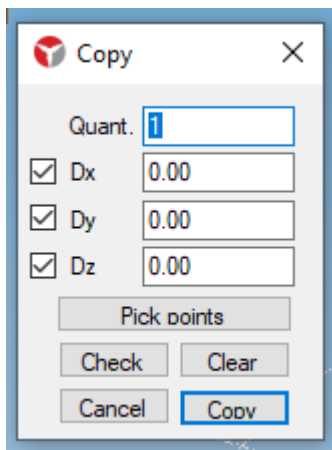 Copy
Quant. 1
Dx 0.00
Dy 0.00
Dz 0.00
Pick points
Check Clear
Cancel Copy